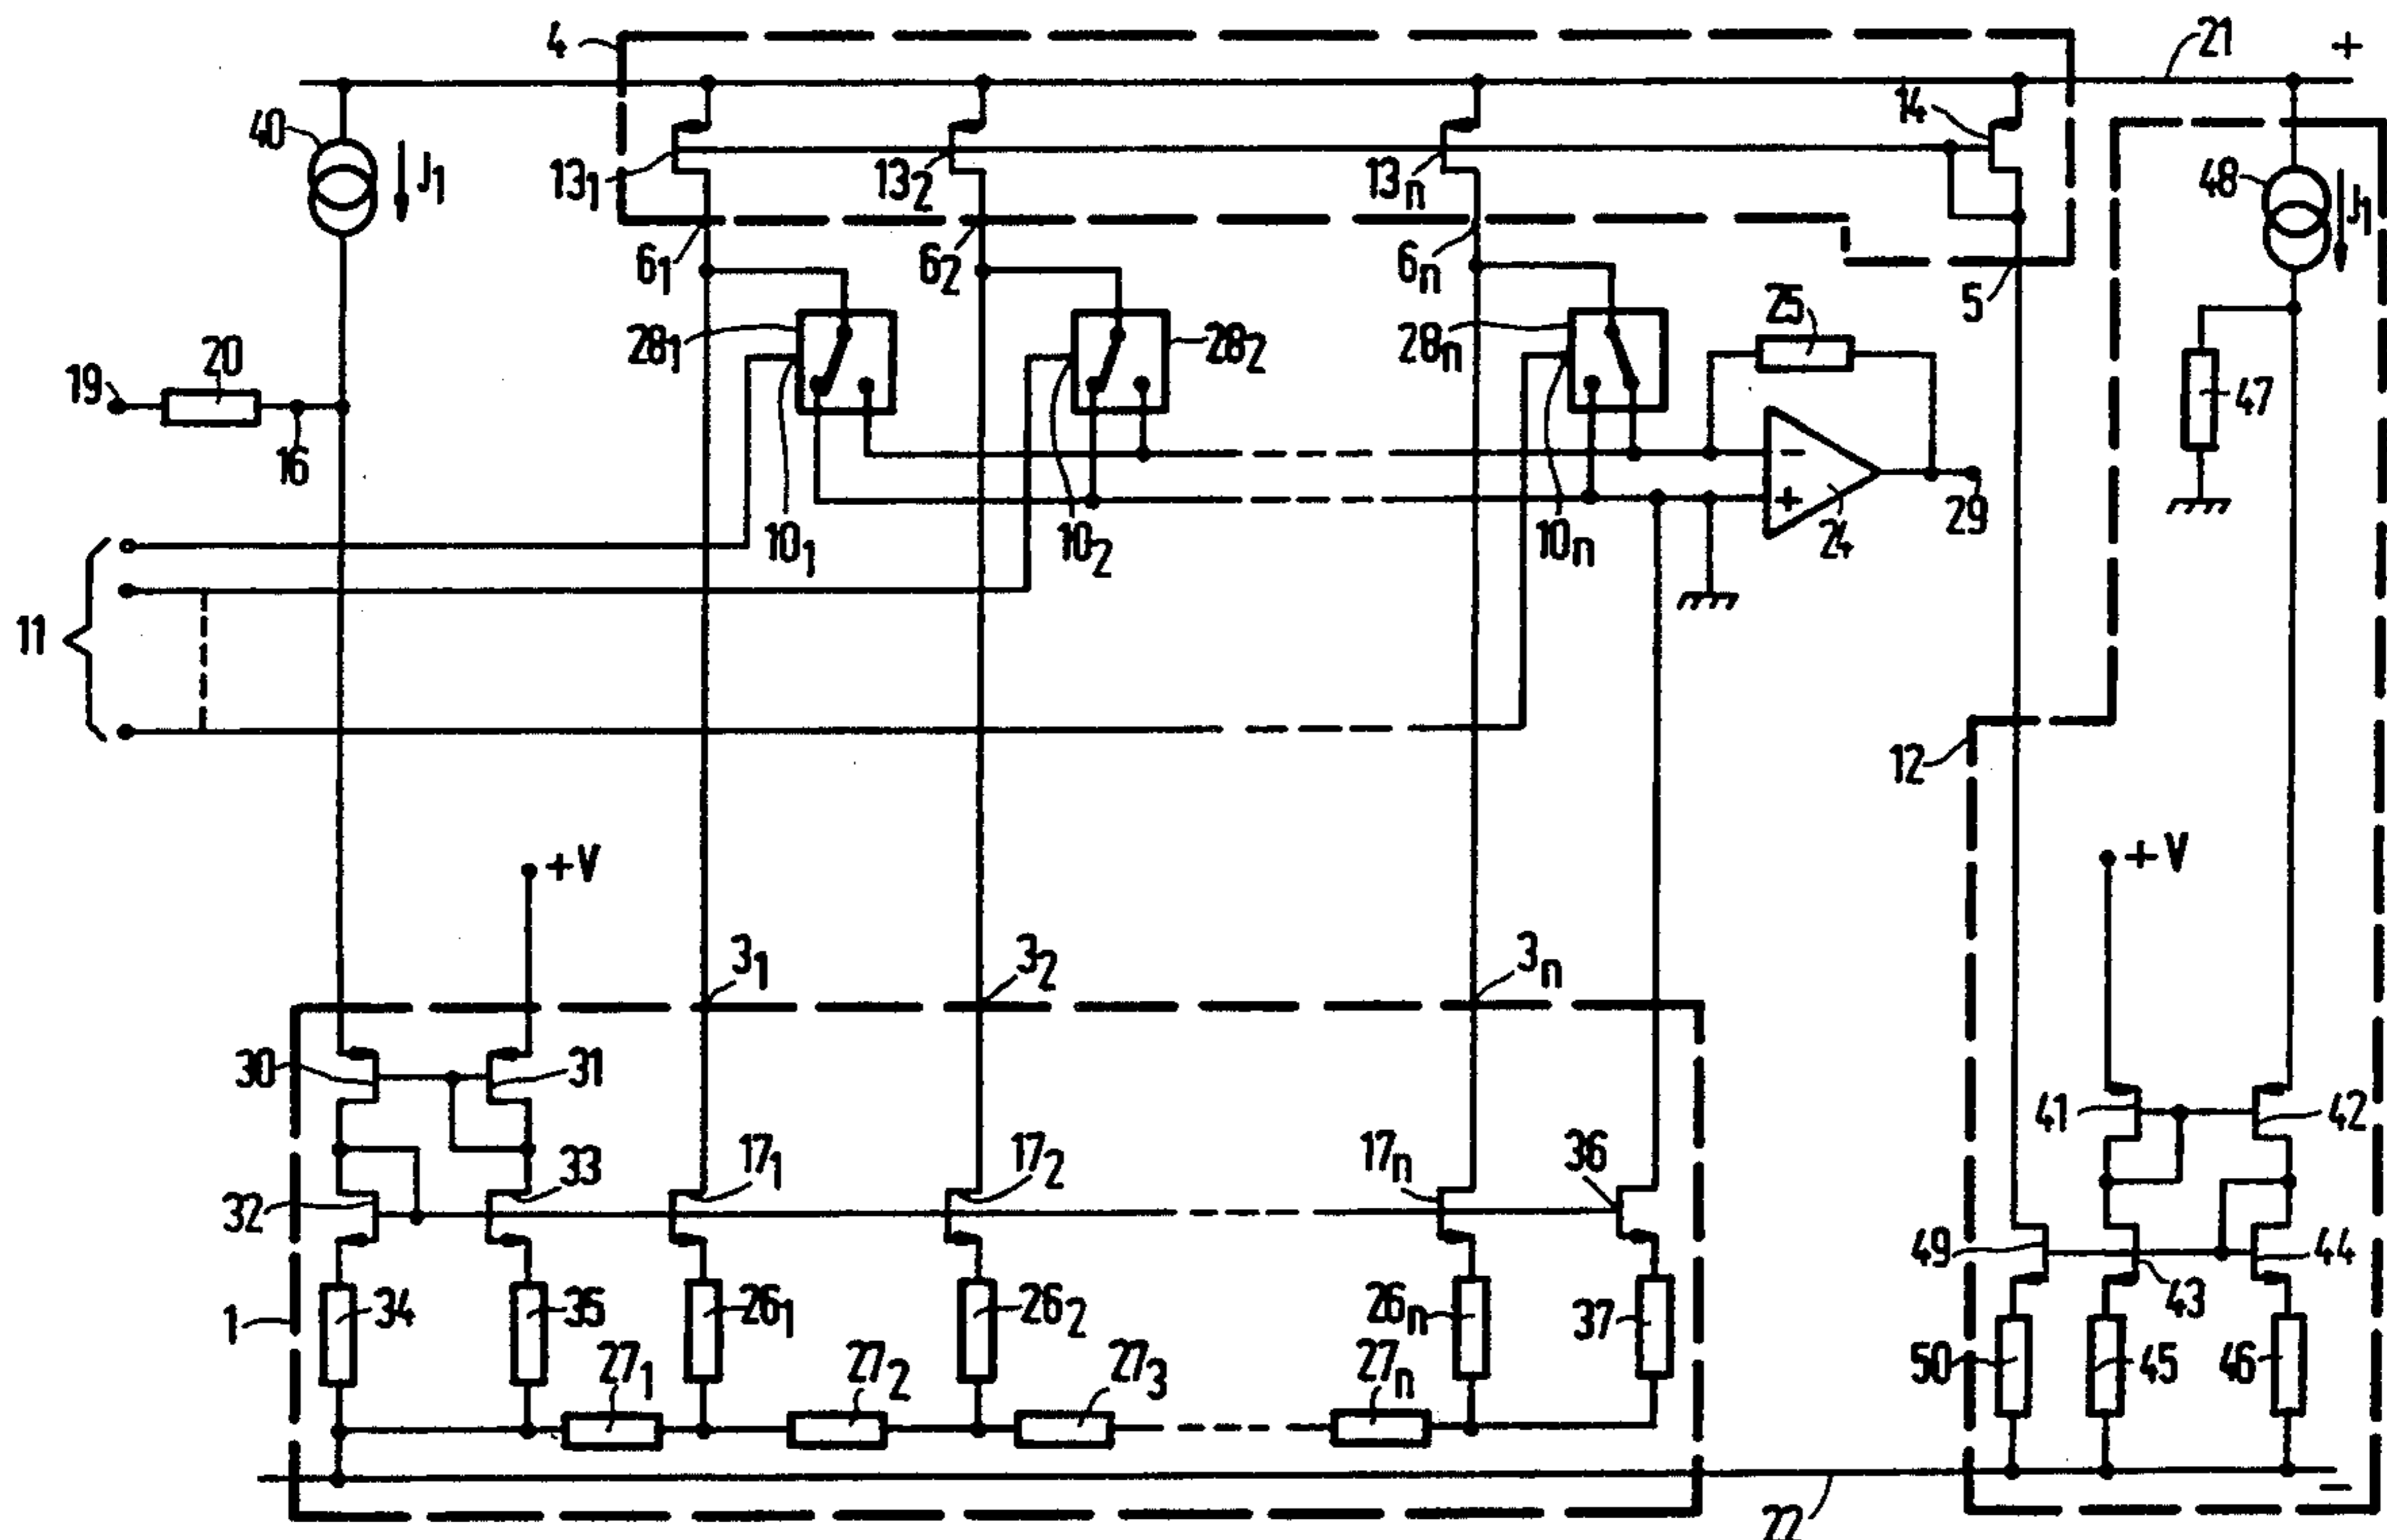 4 21 +
40 J1 131 132 13n 14 48 J1
61 62 6n 5
19 20 281 282 28n 25 47
16
101 102 10n - + 24 29
11
12
+V +V
31 32 3n
30 31 41 42
32 33 171 172 17n 36 49 43 44
1 34 35 261 262 26n 37 50 45 46
271 272 273 27n
22 -